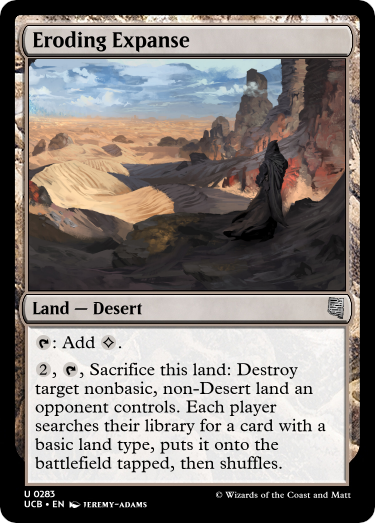 Eroding Expanse
Land — Desert
: Add .
2, , Sacrifice this land: Destroy
target nonbasic, non-Desert land an
opponent controls. Each player
searches their library for a card with a
basic land type, puts it onto the
battlefield tapped, then shuffles.
U 0283
UCB • EN JEREMY-ADAMS
© Wizards of the Coast and Matt